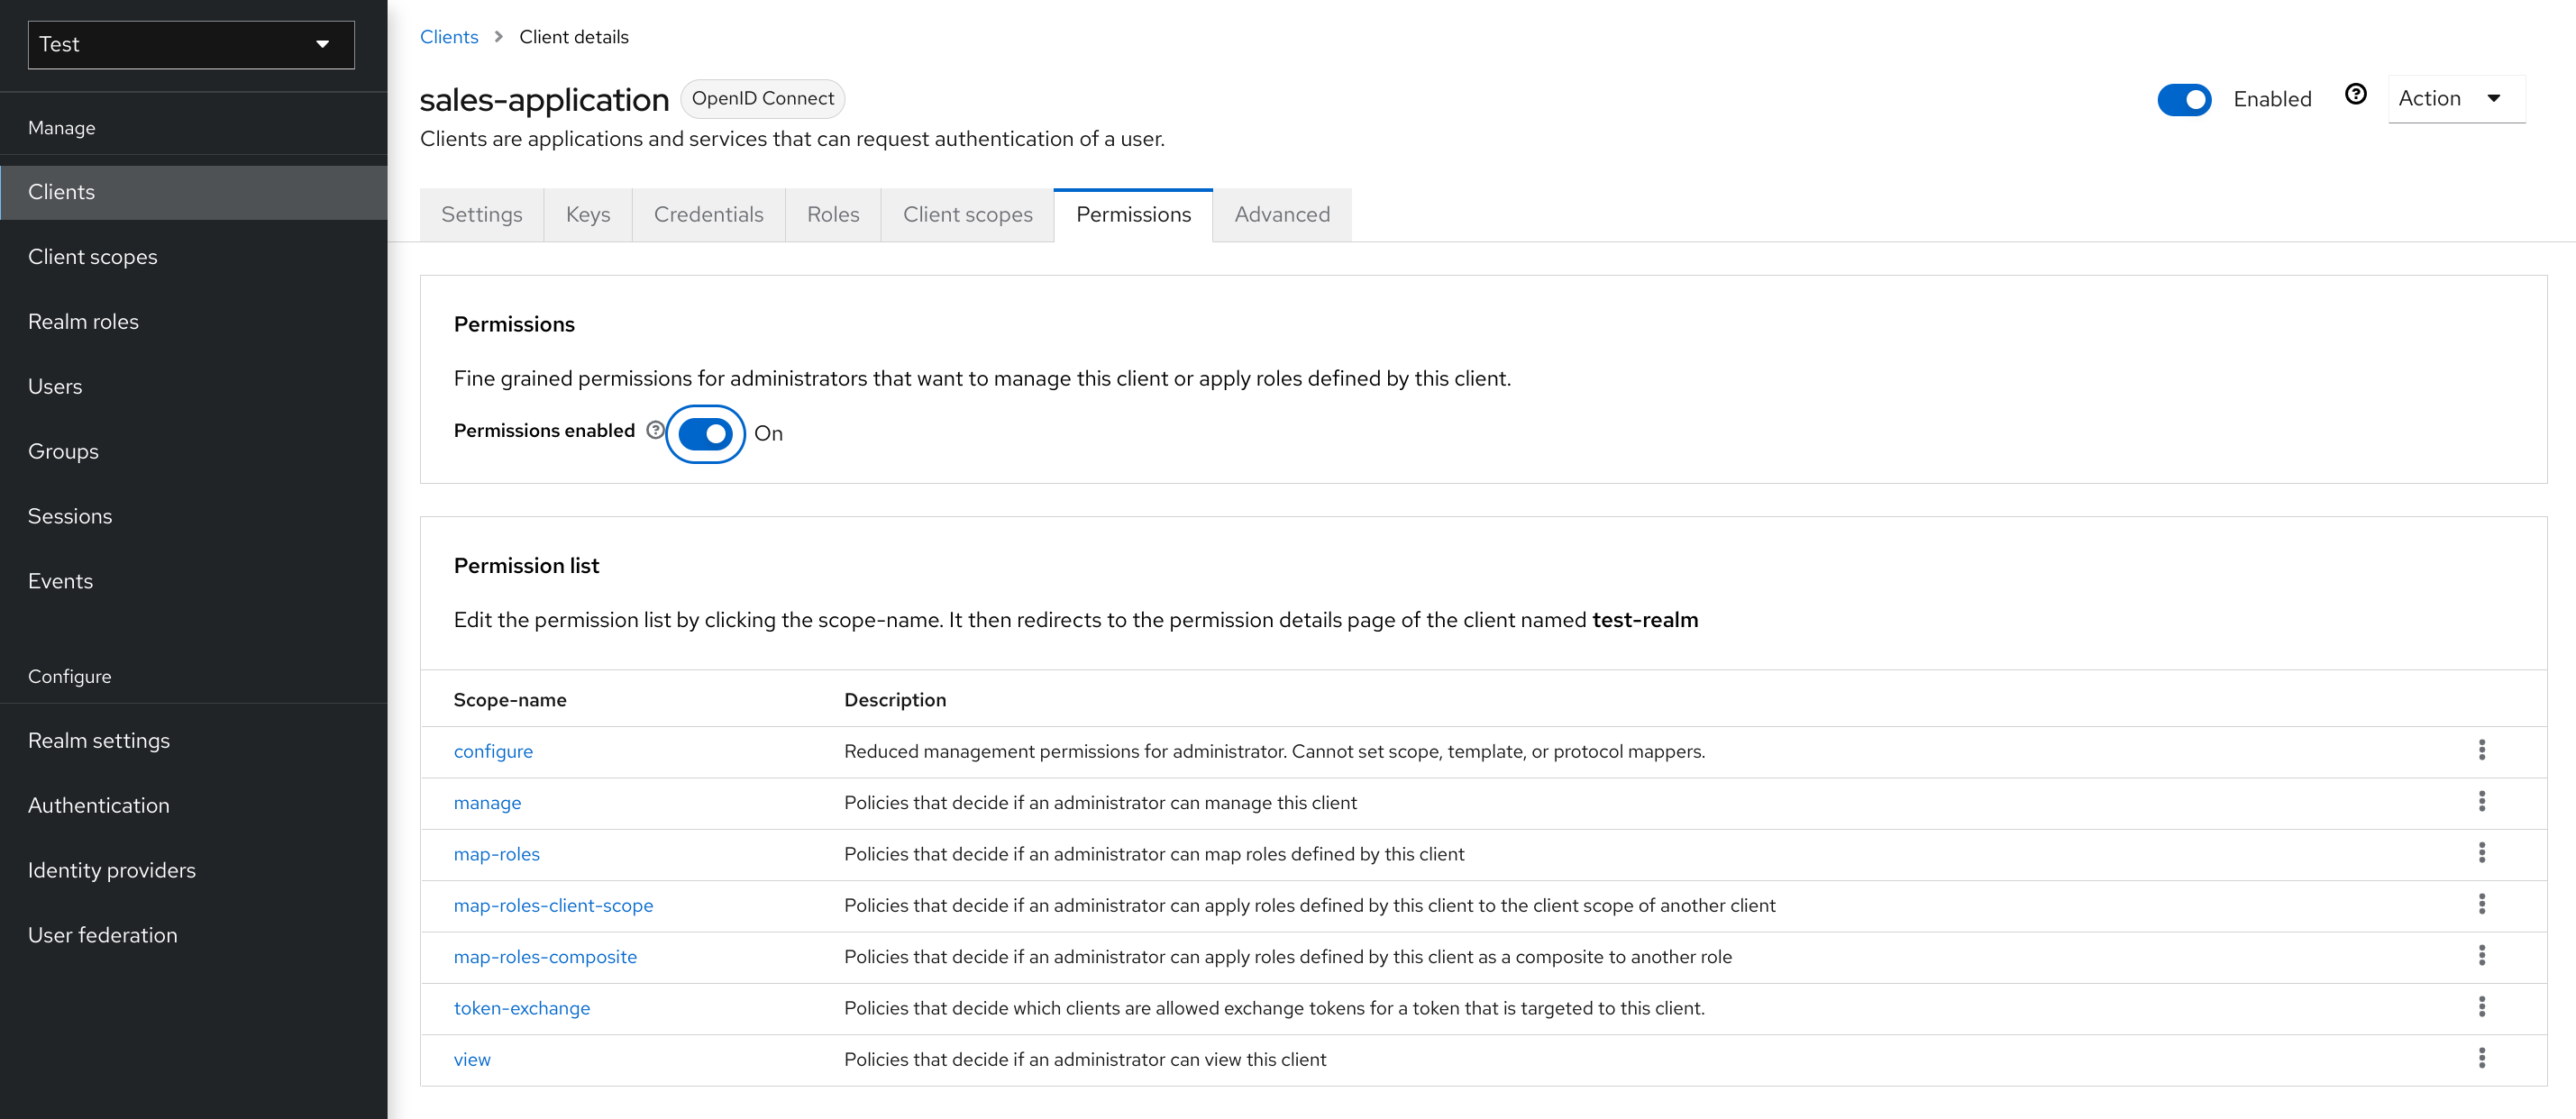 Test
Manage
Clients
Client scopes
Realm roles
Users
Groups
Sessions
Events
Configure
Realm settings
Authentication
Identity providers
User federation
Clients > Client details
sales-application OpenID Connect
Enabled ? Action
Clients are applications and services that can request authentication of a user.
Settings Keys Credentials Roles Client scopes Permissions Advanced
Permissions
Fine grained permissions for administrators that want to manage this client or apply roles defined by this client.
Permissions enabled ? On
Permission list
Edit the permission list by clicking the scope-name. It then redirects to the permission details page of the client named test-realm
Scope-name Description
configure Reduced management permissions for administrator. Cannot set scope, template, or protocol mappers.
manage Policies that decide if an administrator can manage this client
map-roles Policies that decide if an administrator can map roles defined by this client
map-roles-client-scope Policies that decide if an administrator can apply roles defined by this client to the client scope of another client
map-roles-composite Policies that decide if an administrator can apply roles defined by this client as a composite to another role
token-exchange Policies that decide which clients are allowed exchange tokens for a token that is targeted to this client.
view Policies that decide if an administrator can view this client